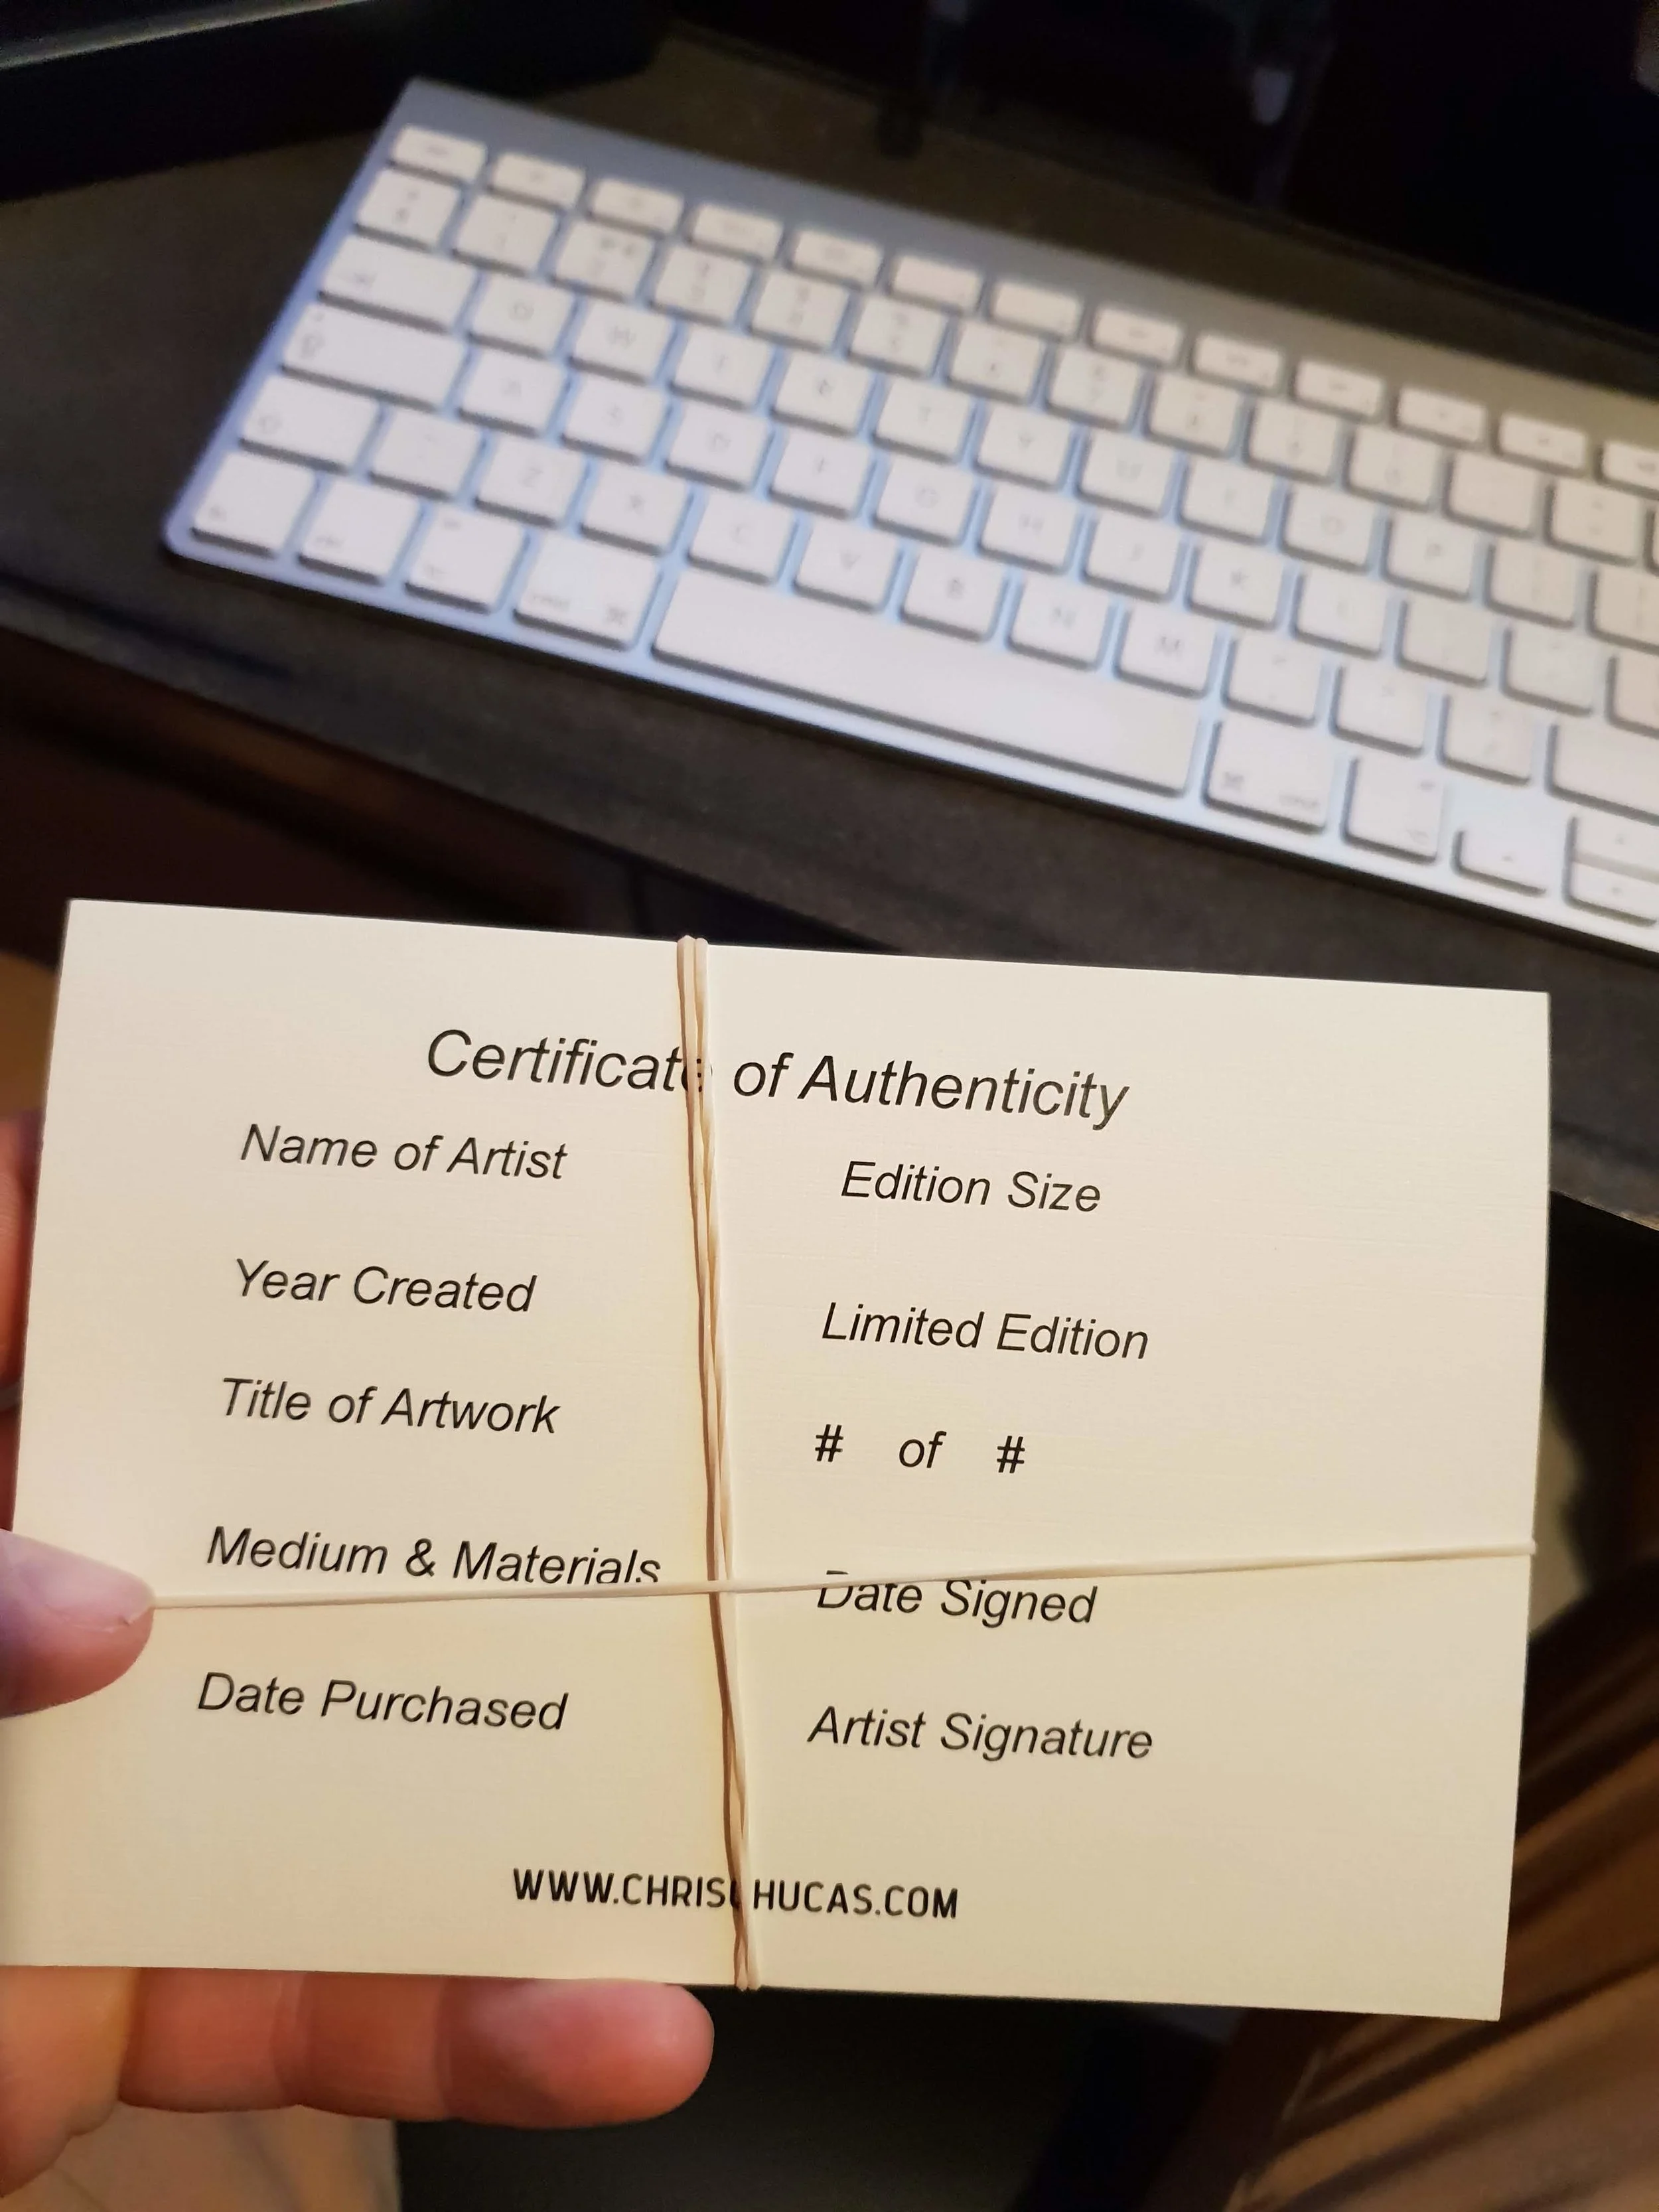 Certificate of Authenticity
Name of Artist
Year Created
Title of Artwork
Medium & Materials
Date Purchased
Edition Size
Limited Edition
# of #
Date Signed
Artist Signature